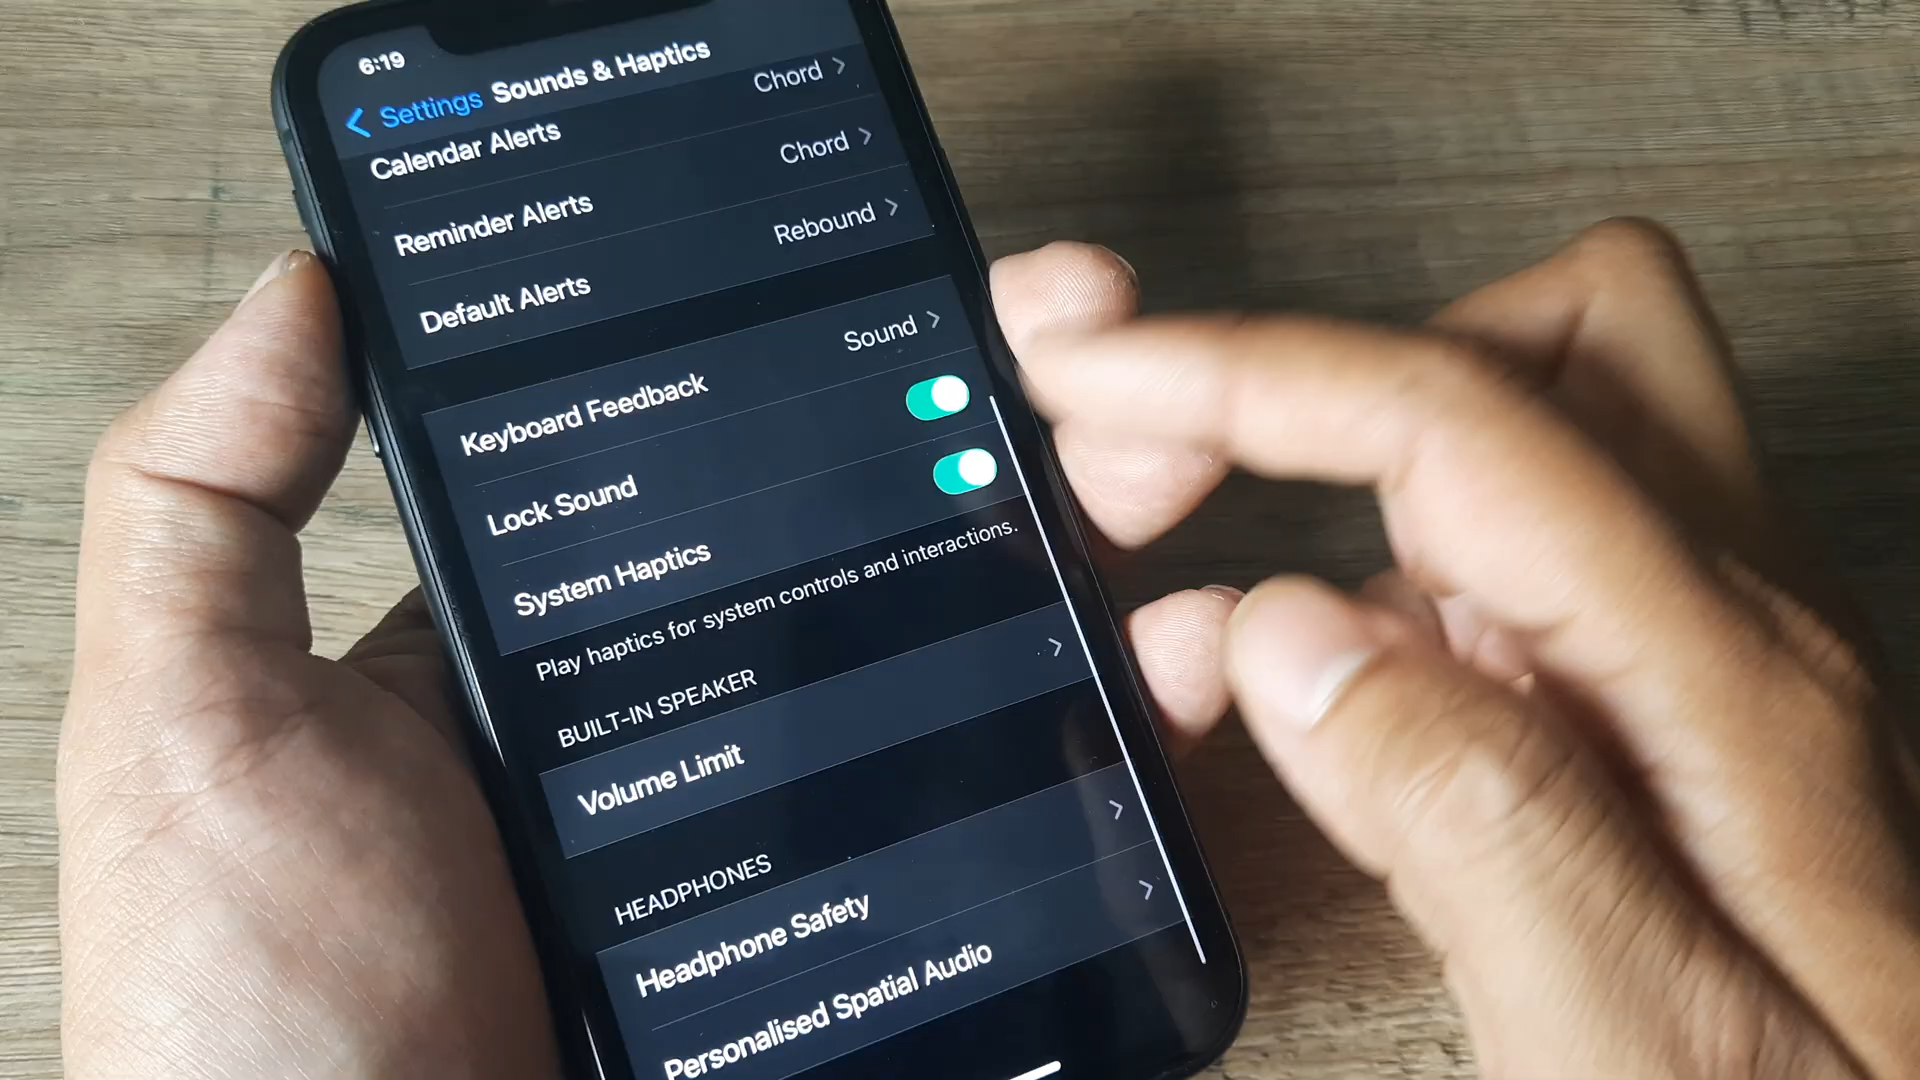 6:19
Settings Sounds & Haptics
Calendar Alerts Chord
Reminder Alerts Chord
Default Alerts Rebound
Keyboard Feedback Sound
Lock Sound
System Haptics
Play haptics for system controls and interactions.
BUILT-IN SPEAKER
Volume Limit
HEADPHONES
Headphone Safety
Personalised Spatial Audio